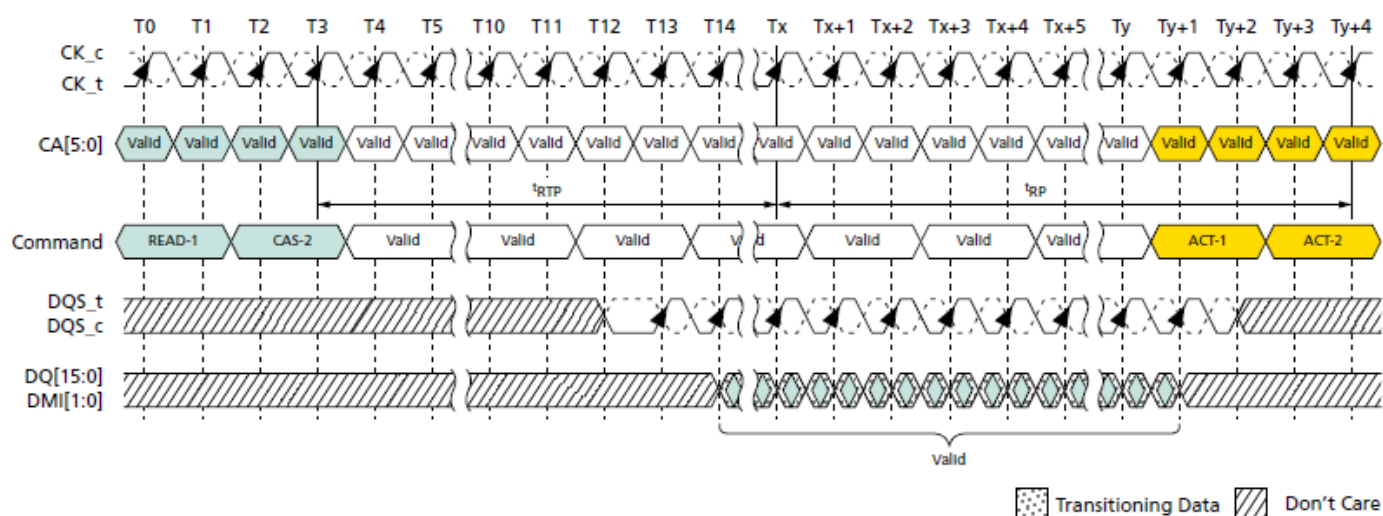 T0 T1 T2 T3 T4 T5 T10 T11 T12 T13 T14 Tx Tx+1 Tx+2 Tx+3 Tx+4 Tx+5 Ty Ty+1 Ty+2 Ty+3 Ty+4
CK_c
CK_t
CA[5:0] Valid Valid Valid Valid Valid Valid Valid Valid Valid Valid Valid Valid Valid Valid Valid Valid Valid Valid Valid Valid Valid Valid
tRTP tRP
Command READ-1 CAS-2 Valid Valid Valid Valid Valid Valid Valid ACT-1 ACT-2
DQS_t
DQS_c
DQ[15:0]
DMI[1:0]
Valid
Transitioning Data Don't Care